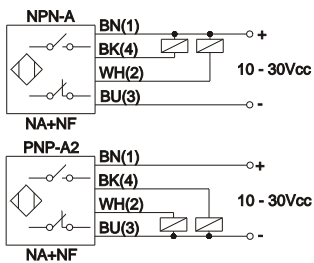 NPN-A
BN(1)
+
BK(4)
WH(2)
10 - 30Vcc
BU(3)
-
NA+NF
PNP-A2
BN(1)
+
BK(4)
WH(2)
10 - 30Vcc
BU(3)
-
NA+NF